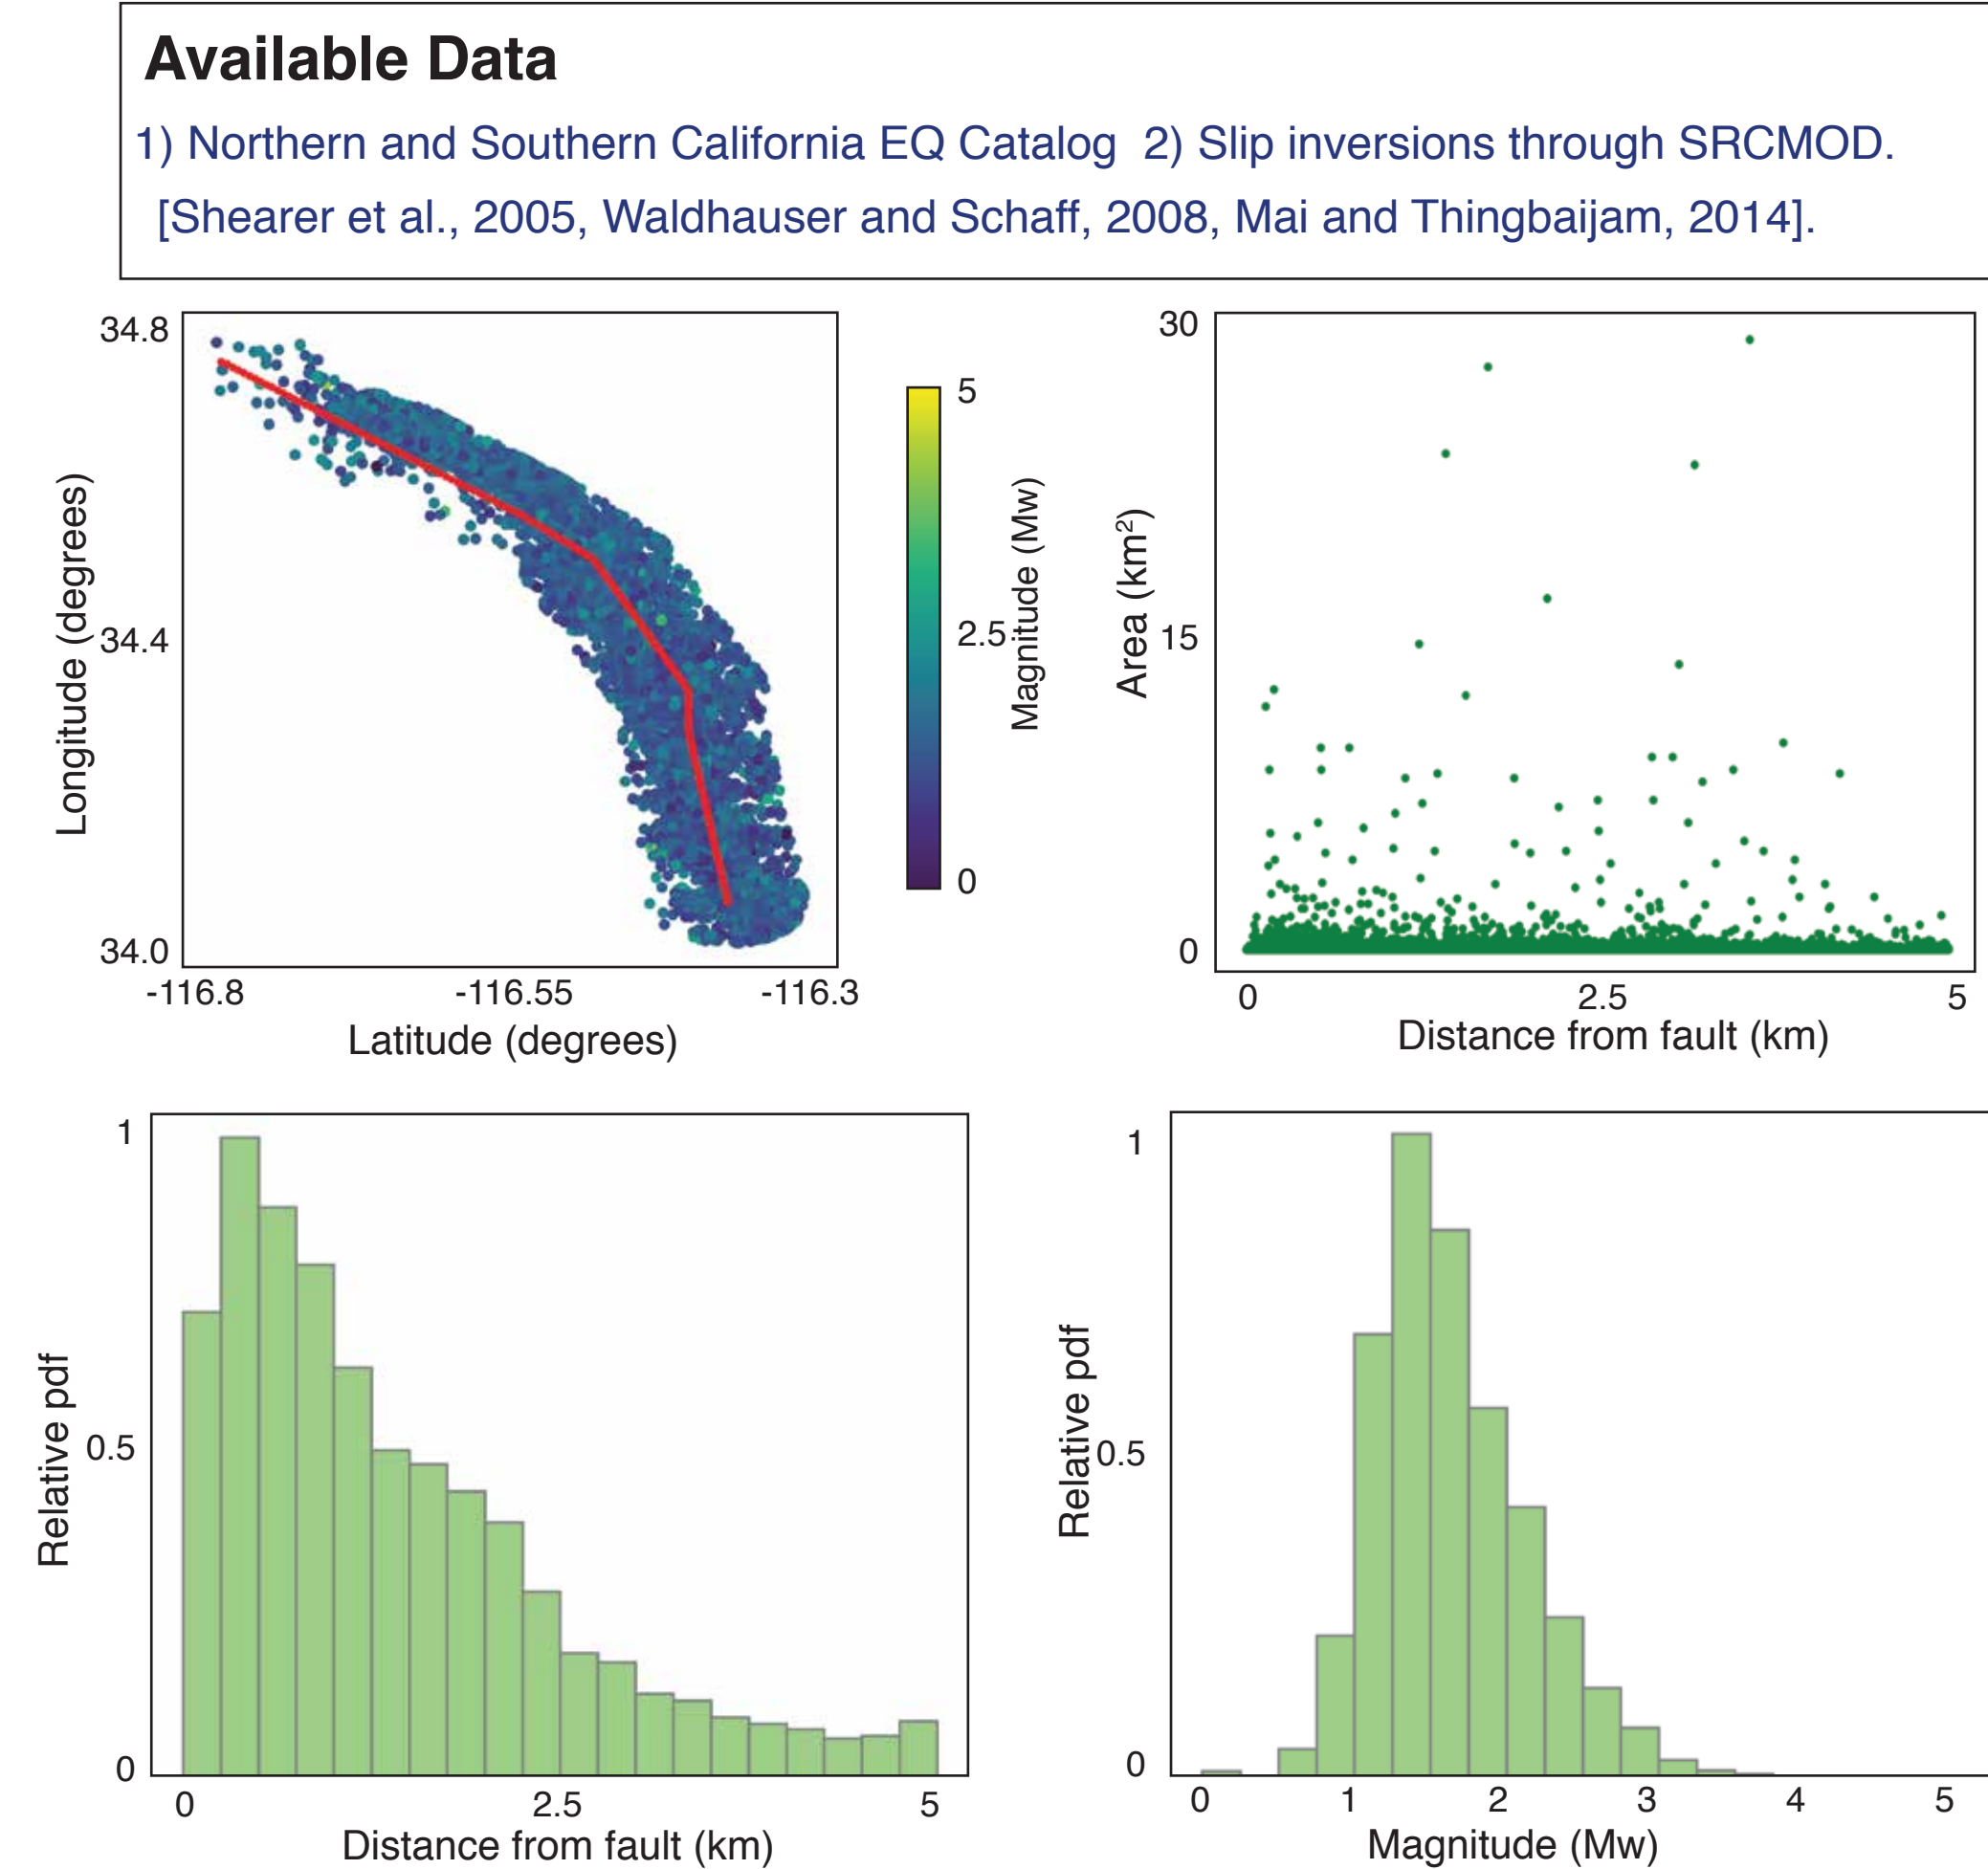 Available Data
1) Northern and Southern California EQ Catalog  2) Slip inversions through SRCMOD.
[Shearer et al., 2005, Waldhauser and Schaff, 2008, Mai and Thingbaijam, 2014].
34.8
34.4
34.0
Longitude (degrees)
-116.8
-116.55
-116.3
Latitude (degrees)
5
2.5
0
Magnitude (Mw)
30
15
0
Area (km²)
0
2.5
5
Distance from fault (km)
1
0.5
0
Relative pdf
0
2.5
5
Distance from fault (km)
1
0.5
0
Relative pdf
0
1
2
3
4
5
Magnitude (Mw)